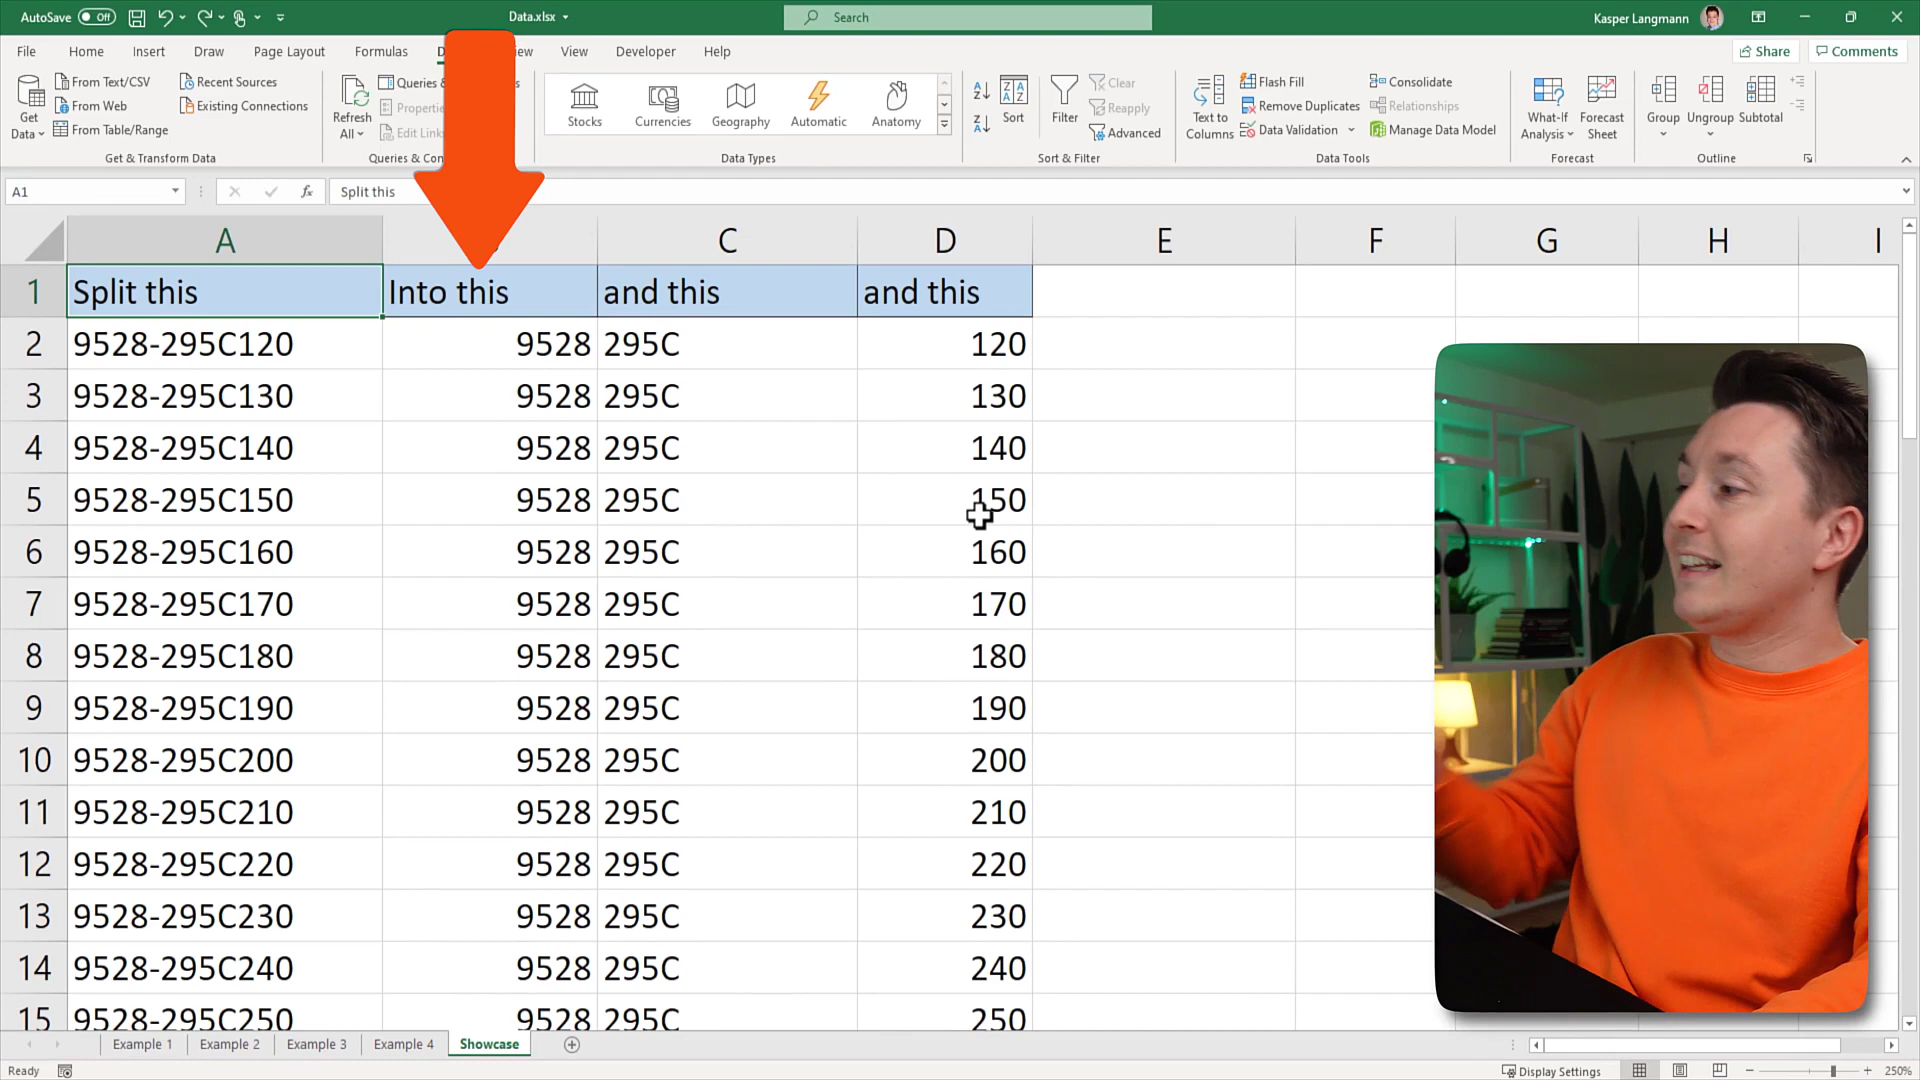 AutoSave Off Data.xlsx Search Kasper Langmann
File Home Insert Draw Page Layout Formulas View Developer Help Share Comments
Get Data From Text/CSV From Web From Table/Range Recent Sources Existing Connections
Get & Transform Data
Refresh All Queries &
Edit
Queries &
Stocks Currencies Geography Automatic Anatomy
Data Types
Sort Filter Clear Reapply Advanced
Sort & Filter
Text to Columns Flash Fill Remove Duplicates Data Validation Consolidate Relationships Manage Data Model
Data Tools
What-If Analysis Forecast Sheet
Forecast
Group Ungroup Subtotal
Outline
A1 fx Split this
A C D E F G H I
1 Split this Into this and this and this
2 9528-295C120 9528 295C 120
3 9528-295C130 9528 295C 130
4 9528-295C140 9528 295C 140
5 9528-295C150 9528 295C 150
6 9528-295C160 9528 295C 160
7 9528-295C170 9528 295C 170
8 9528-295C180 9528 295C 180
9 9528-295C190 9528 295C 190
10 9528-295C200 9528 295C 200
11 9528-295C210 9528 295C 210
12 9528-295C220 9528 295C 220
13 9528-295C230 9528 295C 230
14 9528-295C240 9528 295C 240
15 9528-295C250 9528 295C 250
Example 1 Example 2 Example 3 Example 4 Showcase
Ready Display Settings 250%